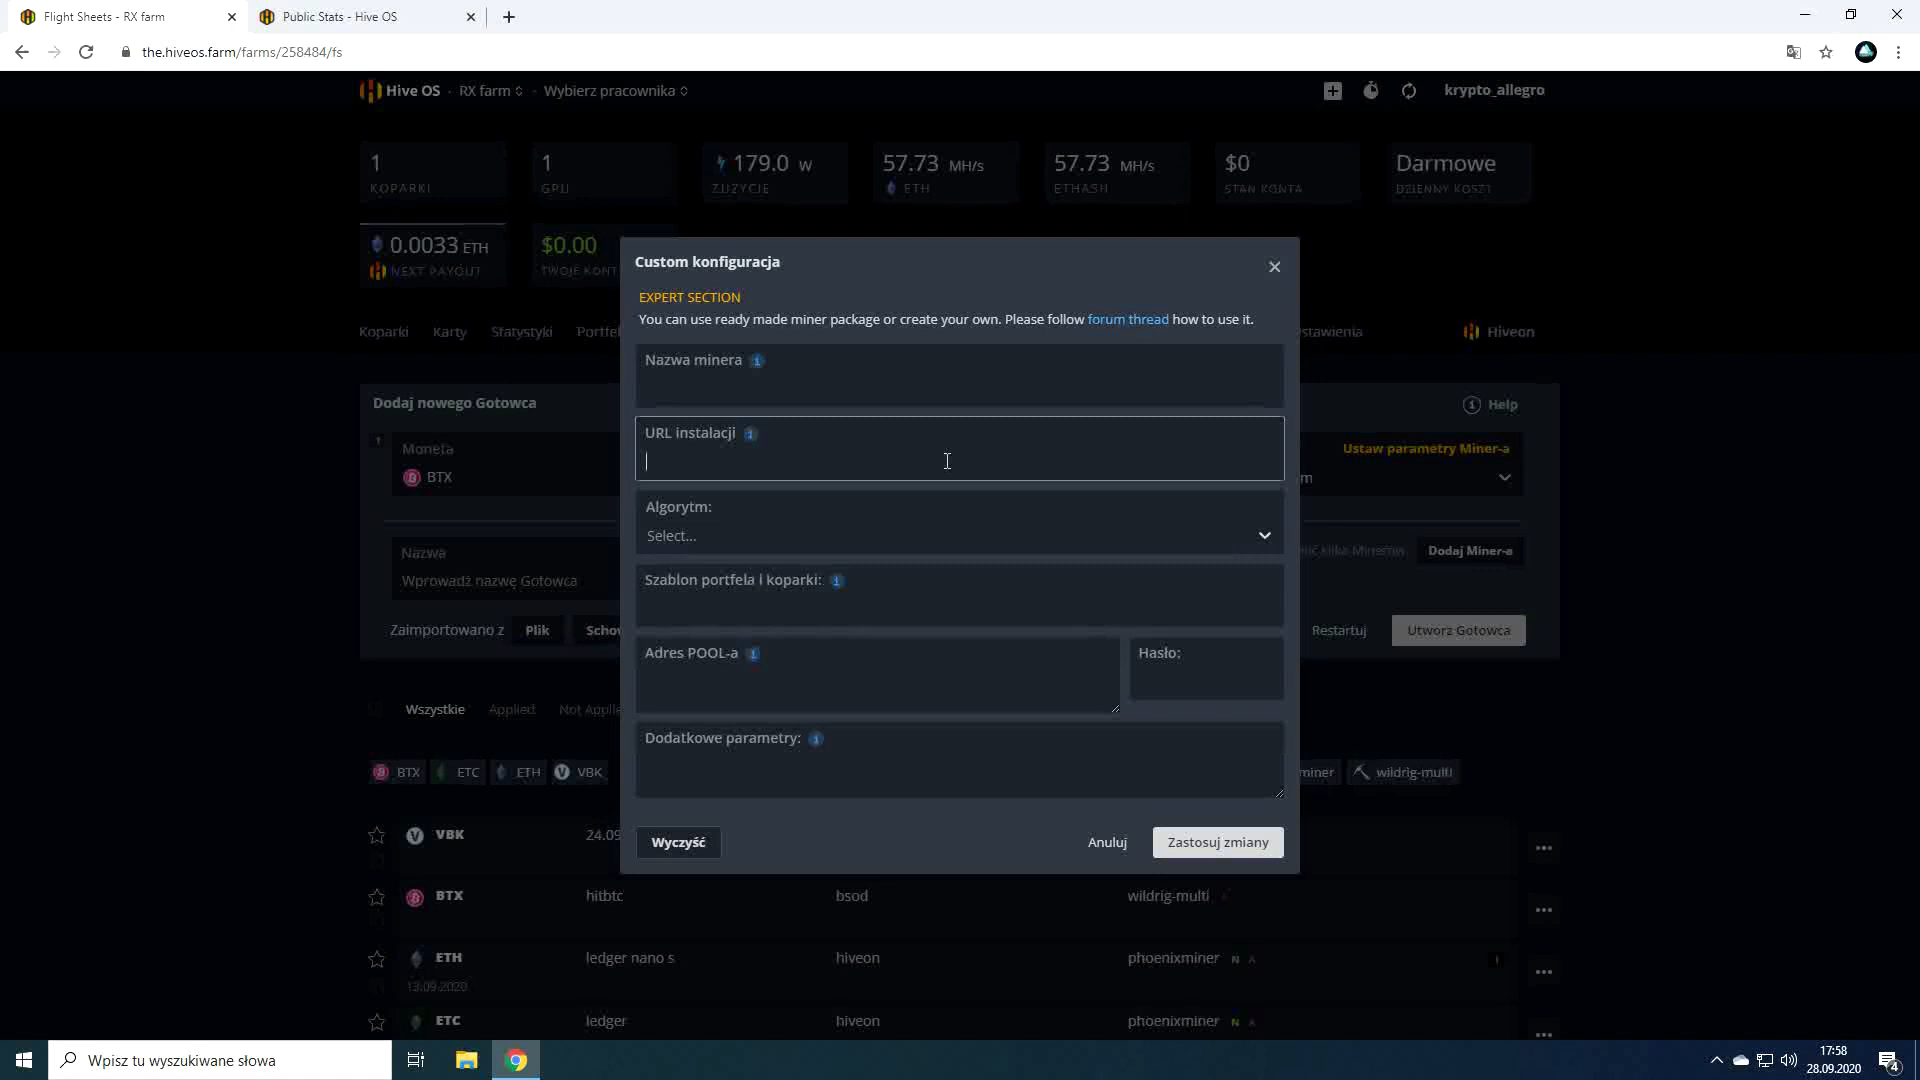 Flight Sheets - RX farm
Public Stats - Hive OS
the.hiveos.farm/farms/258484/fs
Hive OS · RX farm · Wybierz pracownika
krypto_allegro
1
KOPARKI
1
GPU
179.0 W
ZUŻYCIE
57.73 MH/s
ETH
57.73 MH/s
ETHASH
$0
STAN KONTA
Darmowe
DZIENNY KOSZT
0.0033 ETH
NEXT PAYOUT
$0.00
Koparki Karty Statystyki
Hiveon
Custom konfiguracja
EXPERT SECTION
You can use ready made miner package or create your own. Please follow forum thread how to use it.
Nazwa minera
URL instalacji
Algorytm:
Select...
Szablon portfela i koparki:
Adres POOL-a
Hasło:
Dodatkowe parametry:
Wyczyść
Anuluj
Zastosuj zmiany
Dodaj nowego Gotowca
Help
1
Moneta
BTX
Ustaw parametry Miner-a
Nazwa
Wprowadź nazwę Gotowca
Dodaj Miner-a
Zaimportowano z
Plik
Restartuj
Utwórz Gotowca
Wszystkie
Applied
BTX ETC ETH VBK
wildrig-multi
VBK
24.09
BTX hitbtc bsod wildrig-multi
ETH ledger nano s hiveon phoenixminer N A
13.09.2020
ETC ledger hiveon phoenixminer N A
Wpisz tu wyszukiwane słowa
17:58
28.09.2020
4